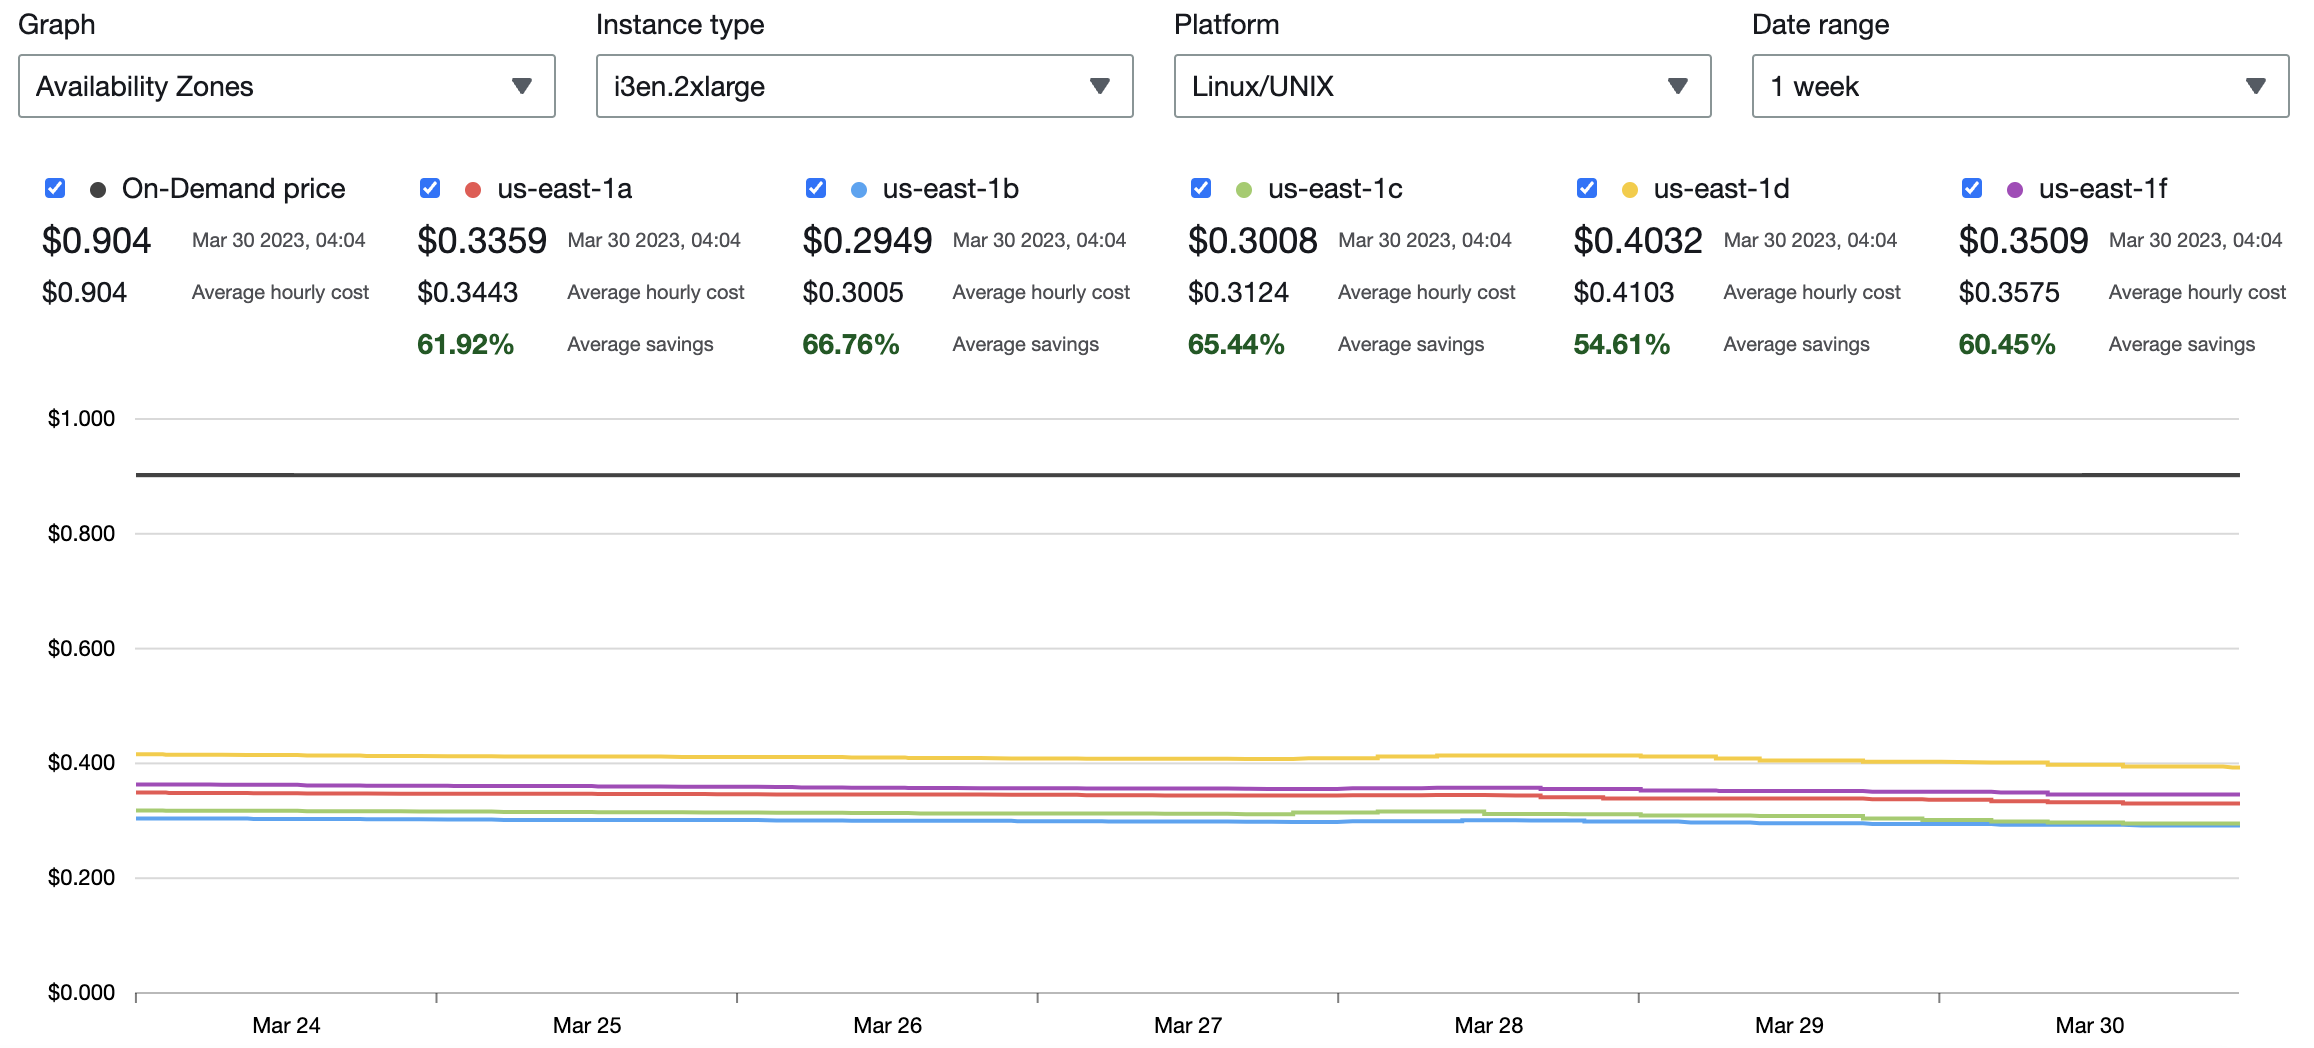 Graph
Instance type
Platform
Date range
Availability Zones
i3en.2xlarge
Linux/UNIX
1 week
On-Demand price
us-east-1a
us-east-1b
us-east-1c
us-east-1d
us-east-1f
$0.904 Mar 30 2023, 04:04
$0.3359 Mar 30 2023, 04:04
$0.2949 Mar 30 2023, 04:04
$0.3008 Mar 30 2023, 04:04
$0.4032 Mar 30 2023, 04:04
$0.3509 Mar 30 2023, 04:04
$0.904 Average hourly cost
$0.3443 Average hourly cost
$0.3005 Average hourly cost
$0.3124 Average hourly cost
$0.4103 Average hourly cost
$0.3575 Average hourly cost
61.92% Average savings
66.76% Average savings
65.44% Average savings
54.61% Average savings
60.45% Average savings
$1.000
$0.800
$0.600
$0.400
$0.200
$0.000
Mar 24
Mar 25
Mar 26
Mar 27
Mar 28
Mar 29
Mar 30